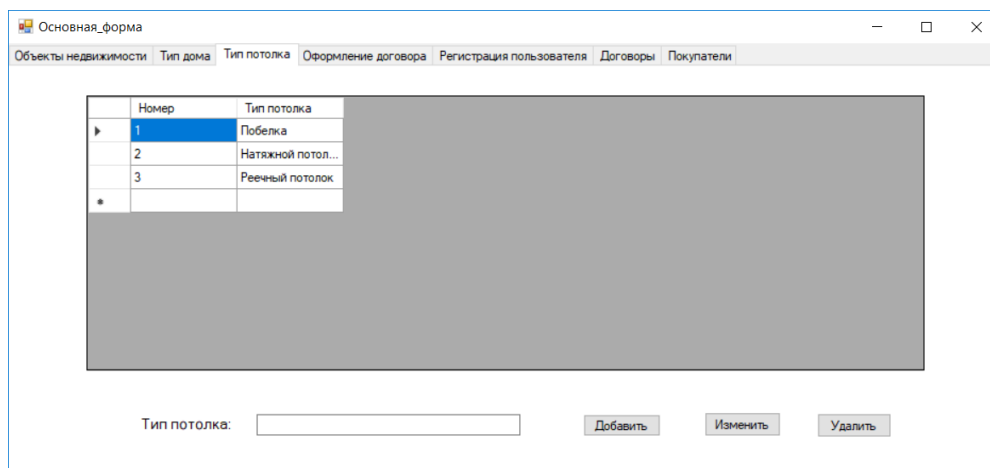 Основная_форма
Объекты недвижимости Тип дома Тип потолка Оформление договора Регистрация пользователя Договоры Покупатели
Номер Тип потолка
1 Побелка
2 Натяжной потол...
3 Реечный потолок
Тип потолка: Добавить Изменить Удалить